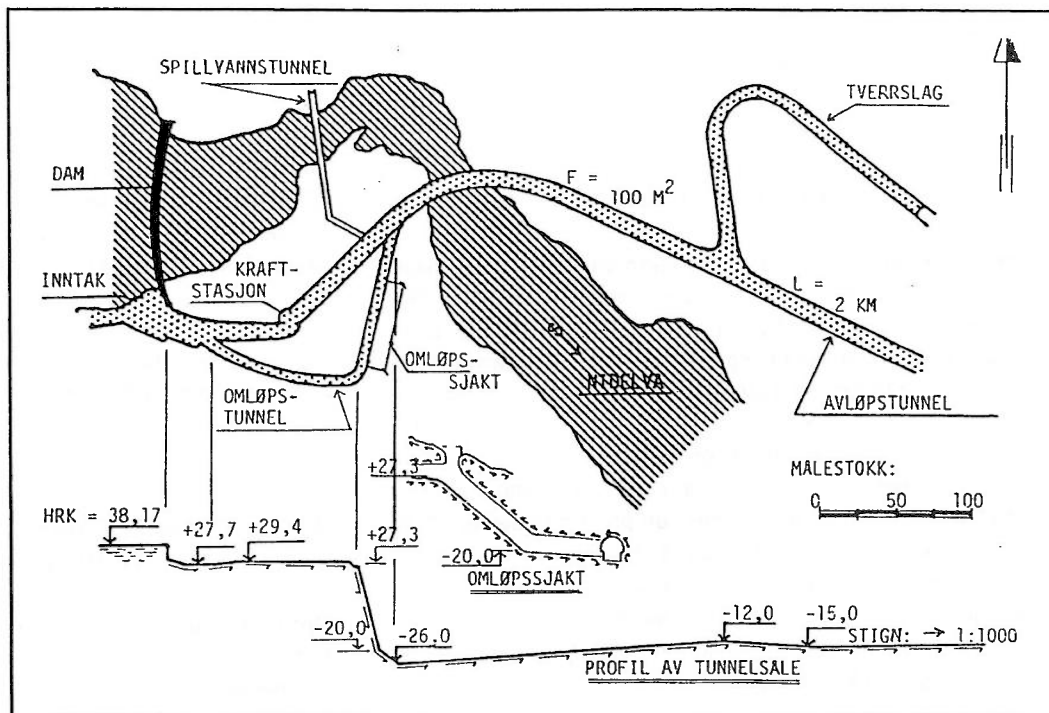 SPILLVANNSTUNNEL
TVERRSLAG
DAM
F =
100 M²
INNTAK
KRAFT-
STASJON
L =
2 KM
OMLØPS-
SJAKT
NIDELVA
OMLØPS-
TUNNEL
AVLØPSTUNNEL
MÅLESTOKK:
0 50 100
+27,3
HRK = 38,17
+27,7
+29,4
+27,3
-20,0
OMLØPSSJAKT
-20,0
-26,0
-12,0
-15,0
STIGN: → 1:1000
PROFIL AV TUNNELSÅLE